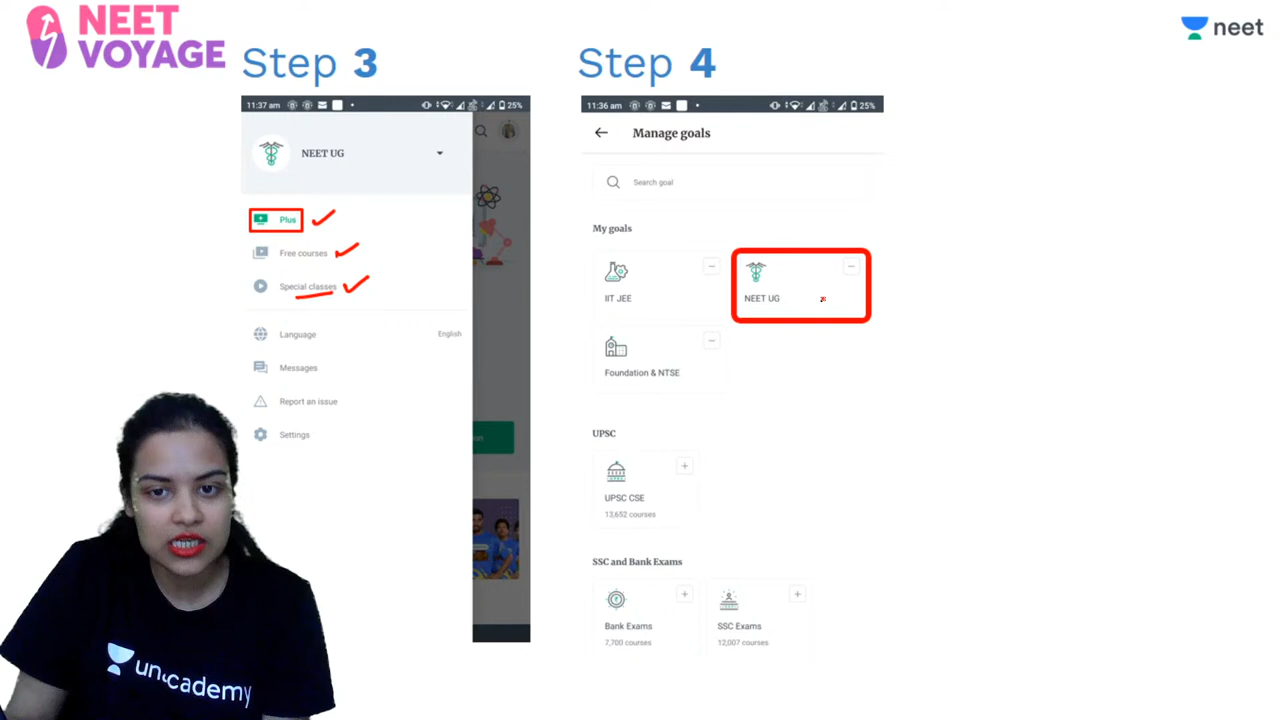 NEET
VOYAGE
neet
Step 3
Step 4
11:37 am
25%
NEET UG
Plus
Free courses
Special classes
Language
English
Messages
Report an issue
Settings
11:36 am
25%
Manage goals
Search goal
My goals
IIT JEE
NEET UG
Foundation & NTSE
UPSC
UPSC CSE
13,652 courses
SSC and Bank Exams
Bank Exams
7,700 courses
SSC Exams
12,007 courses
unacademy